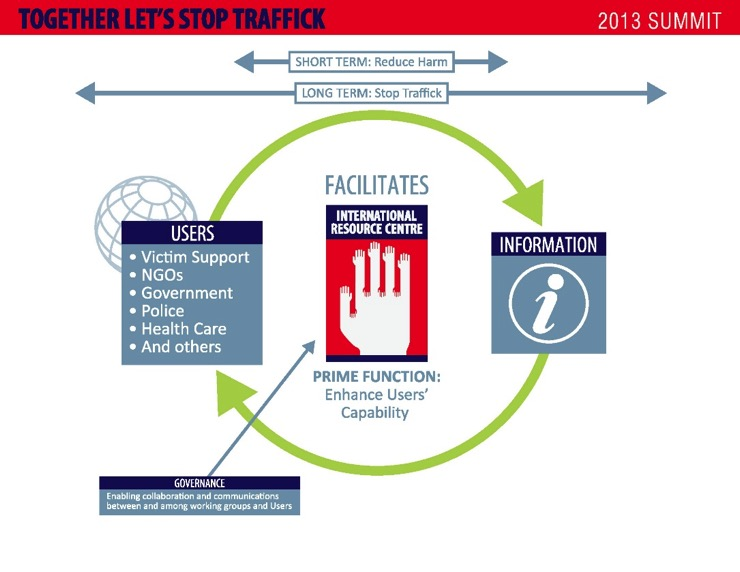 TOGETHER LET'S STOP TRAFFICK
2013 SUMMIT
SHORT TERM: Reduce Harm
LONG TERM: Stop Traffick
FACILITATES
INTERNATIONAL
RESOURCE CENTRE
USERS
• Victim Support
• NGOs
• Government
• Police
• Health Care
• And others
INFORMATION
i
PRIME FUNCTION:
Enhance Users'
Capability
GOVERNANCE
Enabling collaboration and communications
between and among working groups and Users